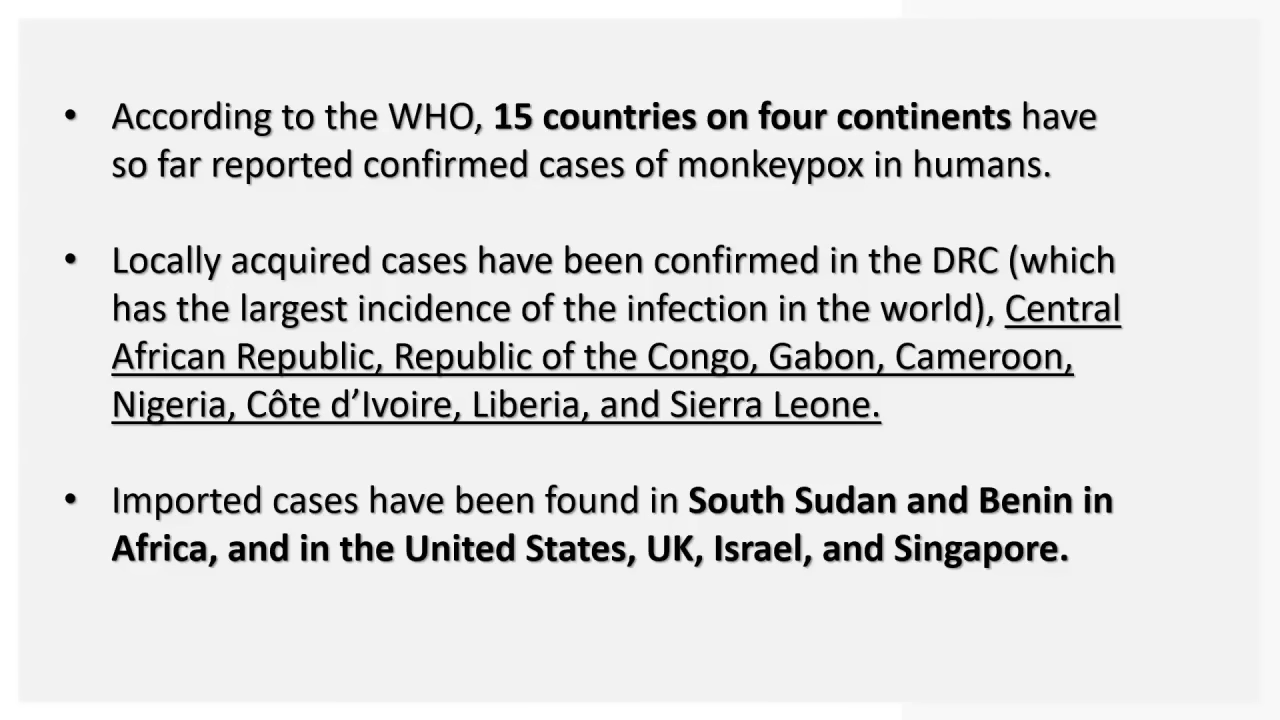 • According to the WHO, 15 countries on four continents have
so far reported confirmed cases of monkeypox in humans.
• Locally acquired cases have been confirmed in the DRC (which
has the largest incidence of the infection in the world), Central
African Republic, Republic of the Congo, Gabon, Cameroon,
Nigeria, Côte d’Ivoire, Liberia, and Sierra Leone.
• Imported cases have been found in South Sudan and Benin in
Africa, and in the United States, UK, Israel, and Singapore.